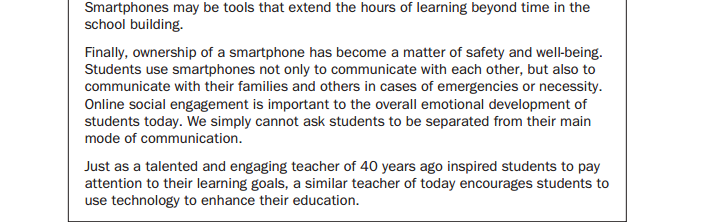 Smartphones may be tools that extend the hours of learning beyond time in the
school building.
Finally, ownership of a smartphone has become a matter of safety and well-being.
Students use smartphones not only to communicate with each other, but also to
communicate with their families and others in cases of emergencies or necessity.
Online social engagement is important to the overall emotional development of
students today. We simply cannot ask students to be separated from their main
mode of communication.
Just as a talented and engaging teacher of 40 years ago inspired students to pay
attention to their learning goals, a similar teacher of today encourages students to
use technology to enhance their education.